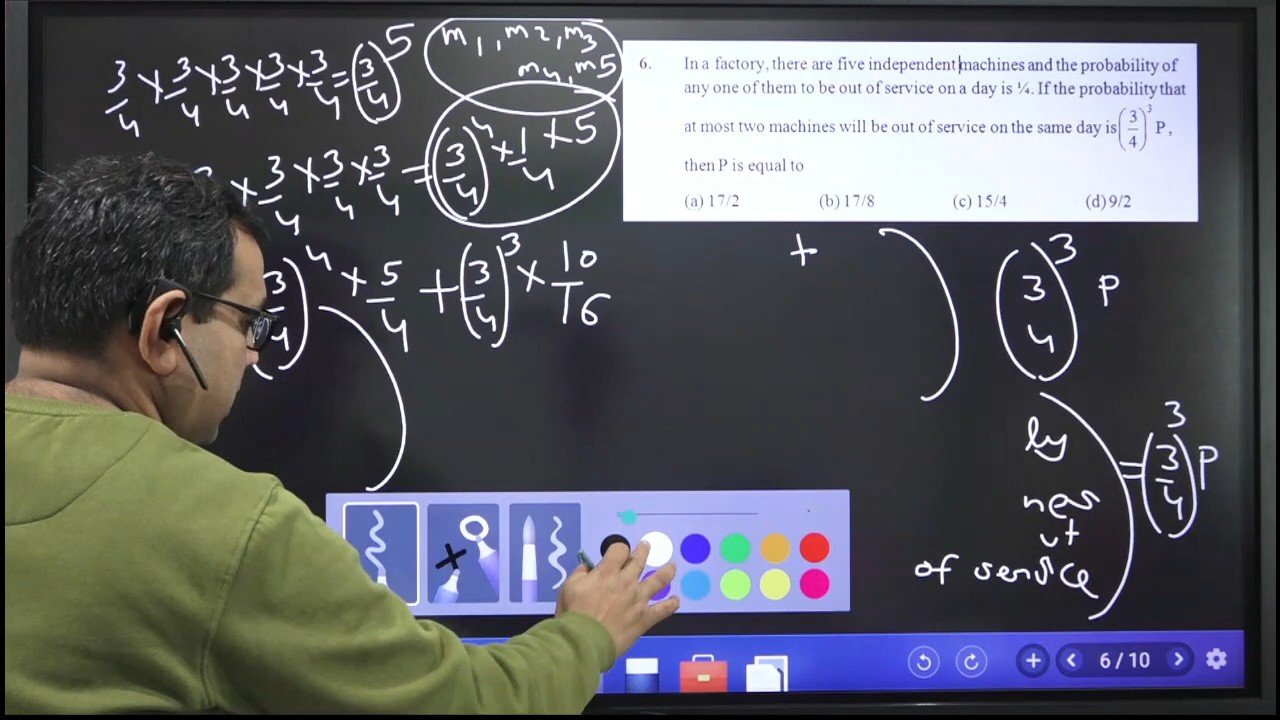 3/4 × 3/4 × 3/4 × 3/4 × 3/4 = (3/4)^5
m1, m2, m3
m4, m5
× 3/4 × 3/4 × 3/4 = (3/4)^4 × 1/4 × 5
3/4)^4 × 5/4 + (3/4)^3 × 10/16
6. In a factory, there are five independent machines and the probability of
any one of them to be out of service on a day is ¼. If the probability that
at most two machines will be out of service on the same day is (3/4)^3 P,
then P is equal to
(a) 17/2 (b) 17/8 (c) 15/4 (d) 9/2
+ ) (3/4)^3 P
) = (3/4)^3 P
of service
6 / 10